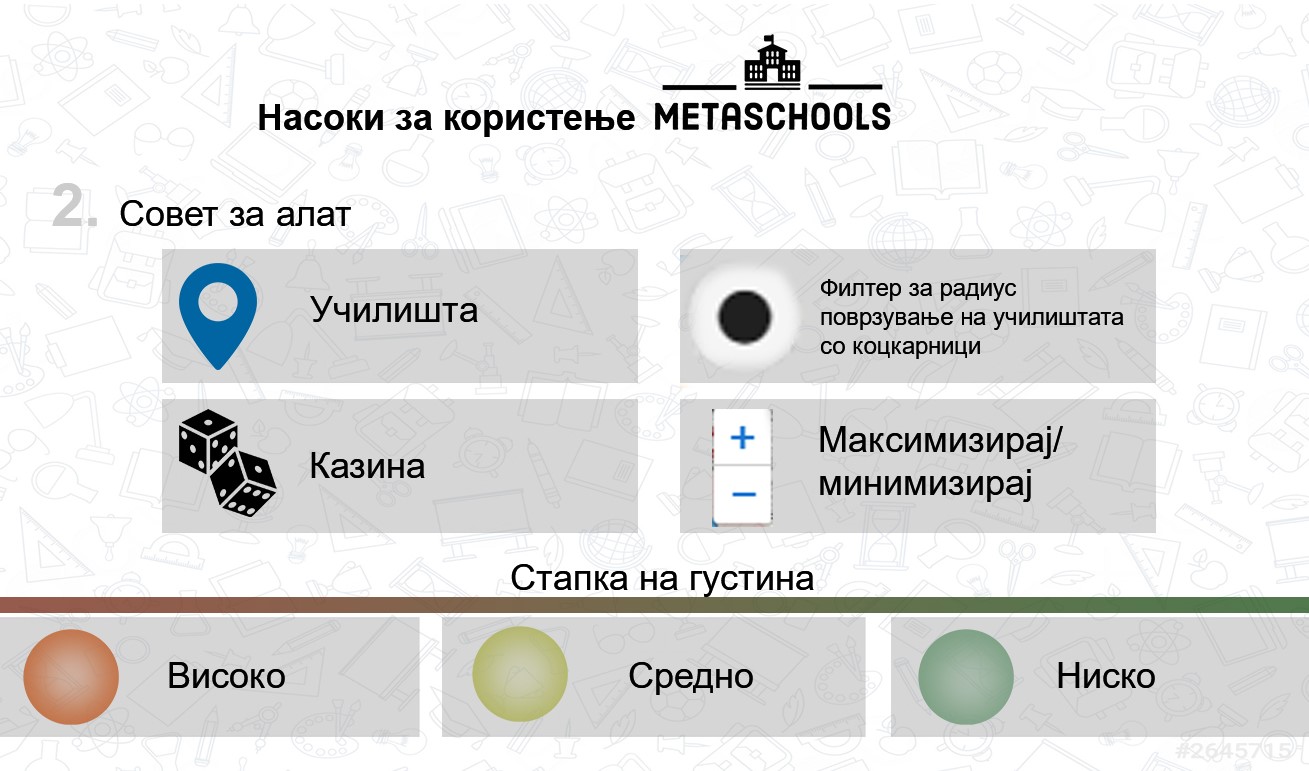 Насоки за користење METASCHOOLS
2. Совет за алат
Училишта
Филтер за радиус
поврзување на училиштата
со коцкарници
Казина
Максимизирај/
минимизирај
Стапка на густина
Високо
Средно
Ниско
#2645715